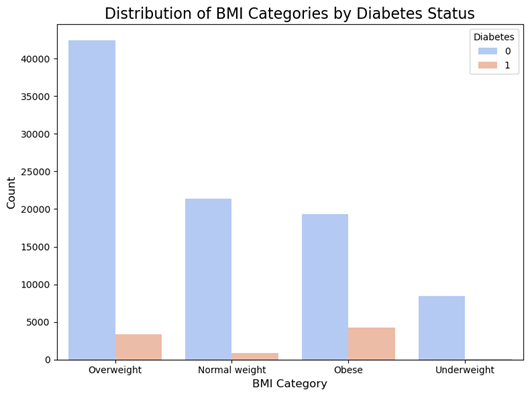 Distribution of BMI Categories by Diabetes Status
Diabetes
0
1
40000
35000
30000
25000
20000
15000
10000
5000
0
Count
Overweight
Normal weight
Obese
Underweight
BMI Category